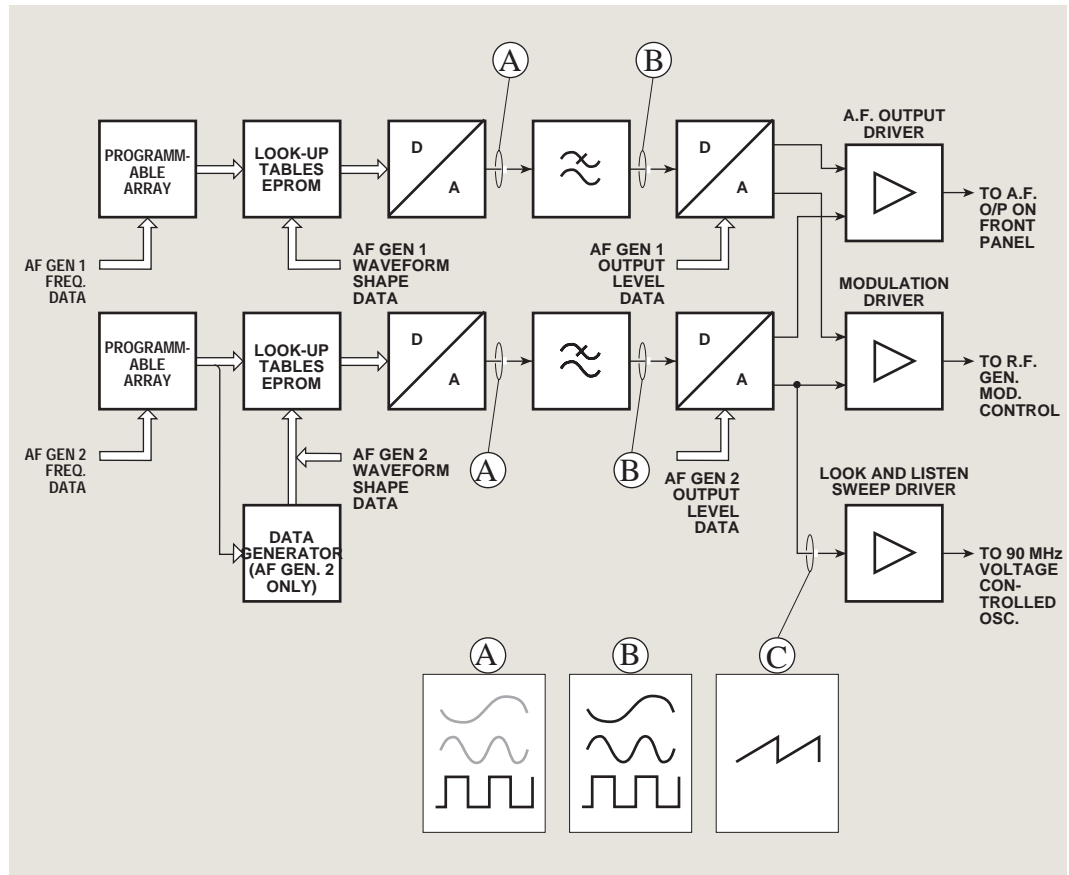 A
B
A.F. OUTPUT
DRIVER
PROGRAMM-
ABLE
ARRAY
LOOK-UP
TABLES
EPROM
D
A
D
A
TO A.F.
O/P ON
FRONT
PANEL
AF GEN 1
FREQ.
DATA
AF GEN 1
WAVEFORM
SHAPE
DATA
AF GEN 1
OUTPUT
LEVEL
DATA
MODULATION
DRIVER
PROGRAMM-
ABLE
ARRAY
LOOK-UP
TABLES
EPROM
D
A
D
A
TO R.F.
GEN.
MOD.
CONTROL
AF GEN 2
FREQ.
DATA
AF GEN 2
WAVEFORM
SHAPE
DATA
A
B
AF GEN 2
OUTPUT
LEVEL
DATA
LOOK AND LISTEN
SWEEP DRIVER
DATA
GENERATOR
(AF GEN. 2
ONLY)
TO 90 MHz
VOLTAGE
CON-
TROLLED
OSC.
A
B
C